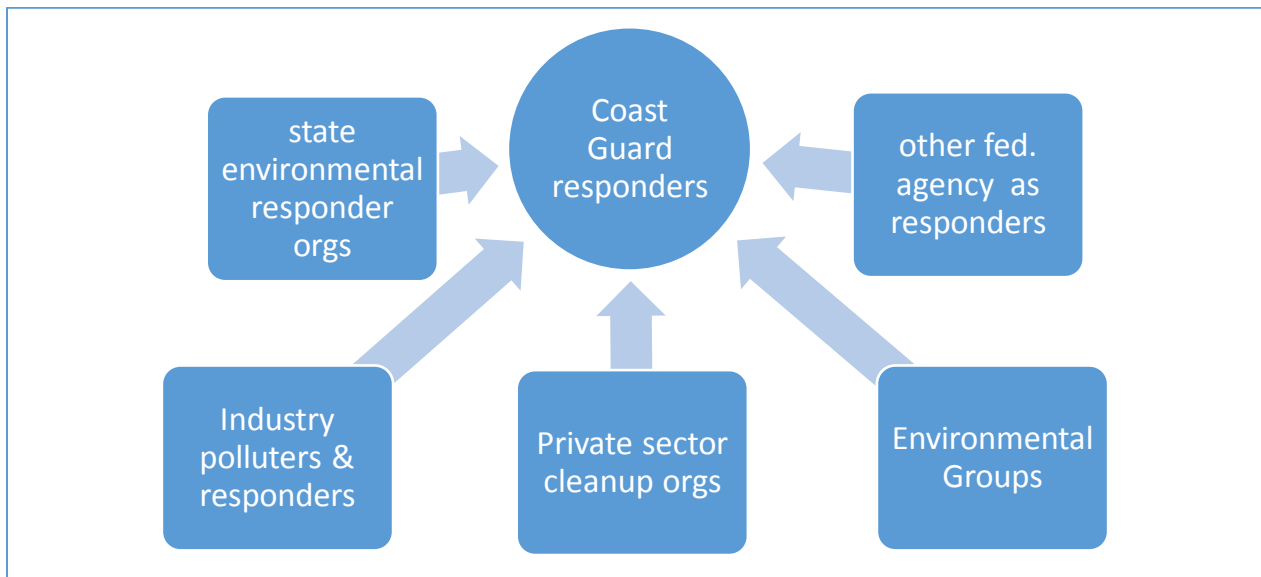 state
environmental
responder
orgs
Coast
Guard
responders
other fed.
agency as
responders
Industry
polluters &
responders
Private sector
cleanup orgs
Environmental
Groups